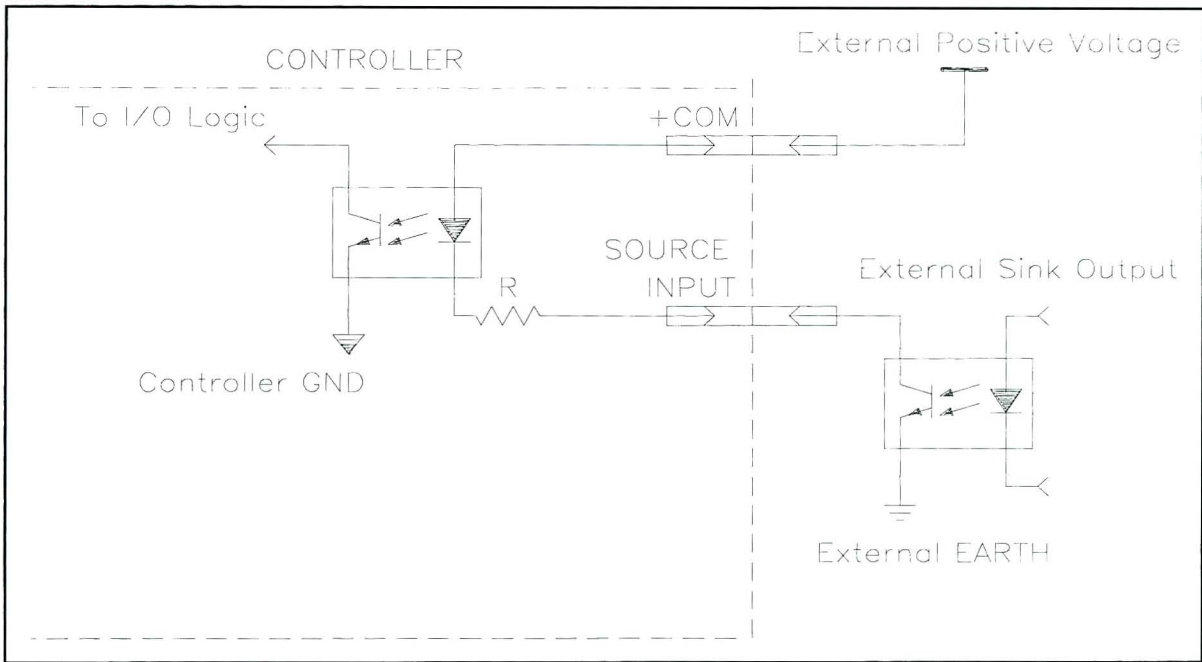 CONTROLLER
External Positive Voltage
To I/O Logic
+COM
SOURCE
INPUT
External Sink Output
R
Controller GND
External EARTH